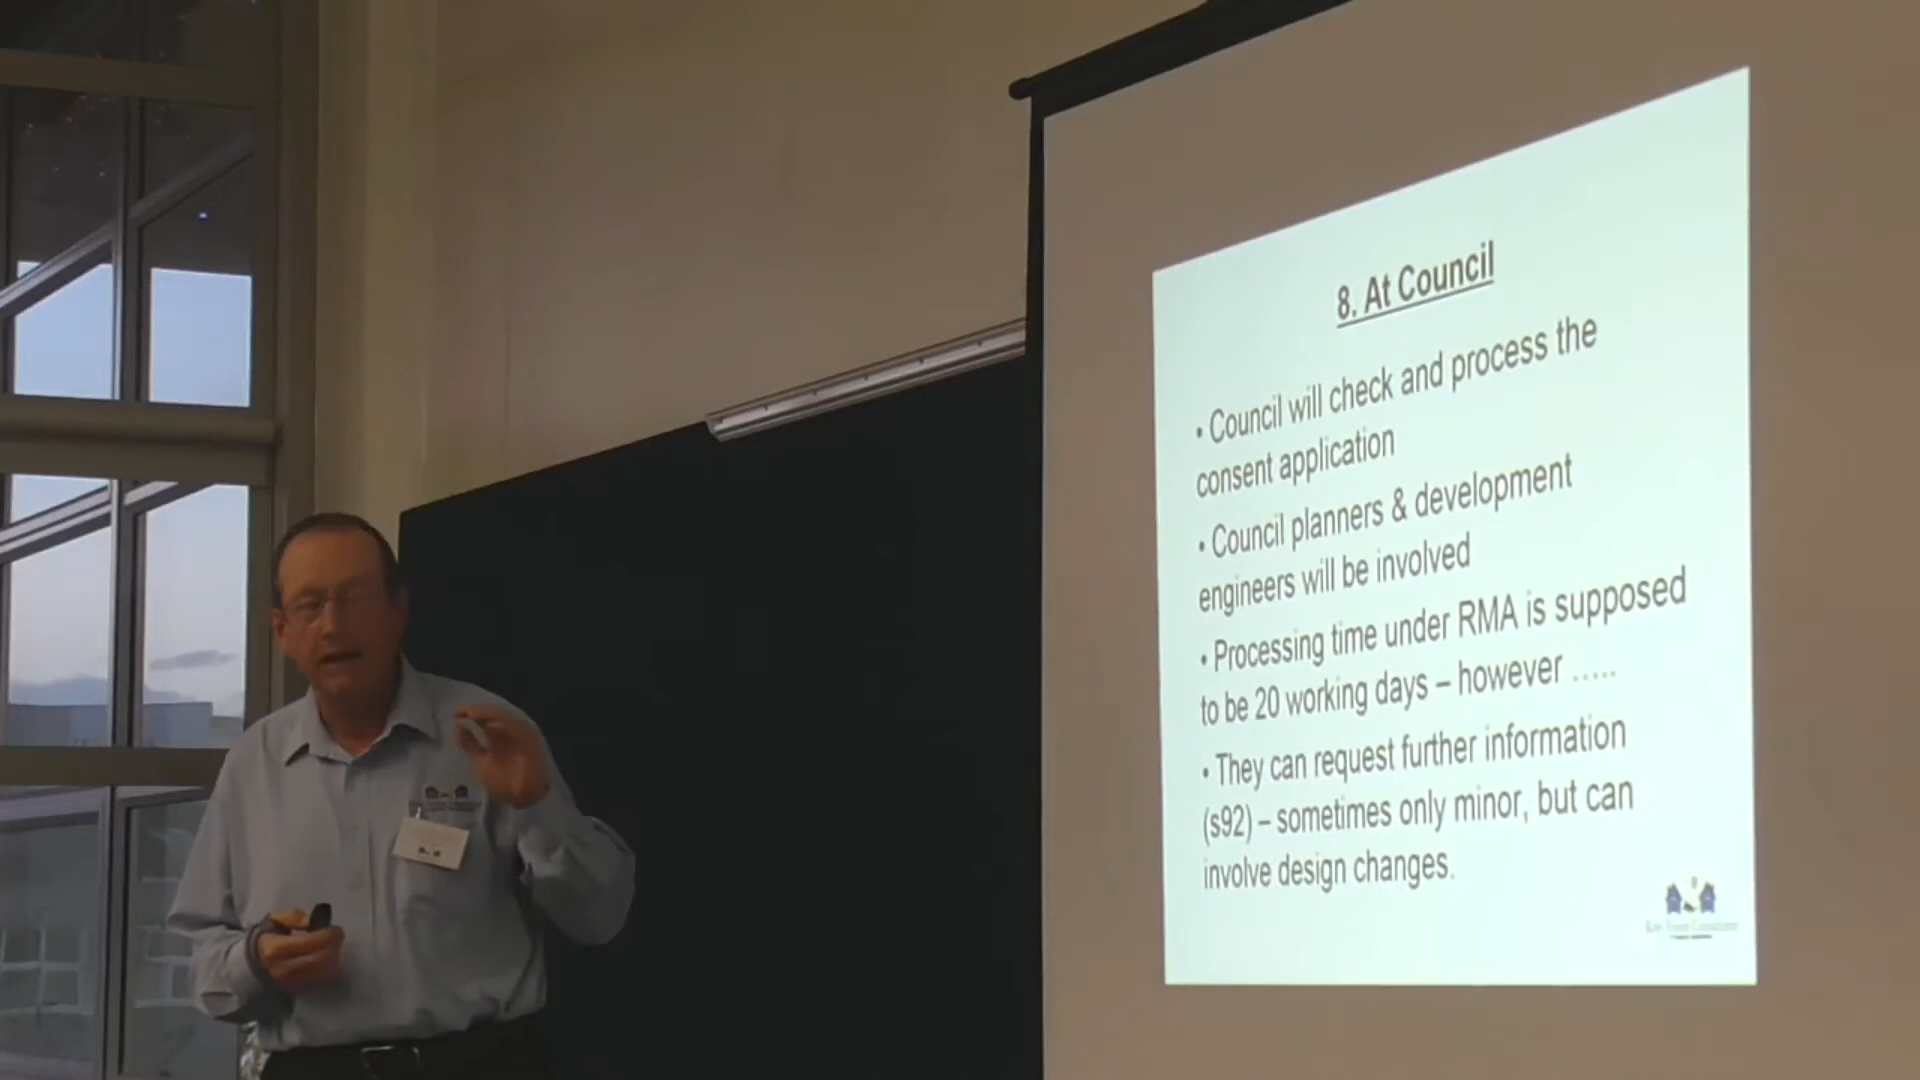 8. At Council
• Council will check and process the
consent application
• Council planners & development
engineers will be involved
• Processing time under RMA is supposed
to be 20 working days – however .....
• They can request further information
(s92) – sometimes only minor, but can
involve design changes.